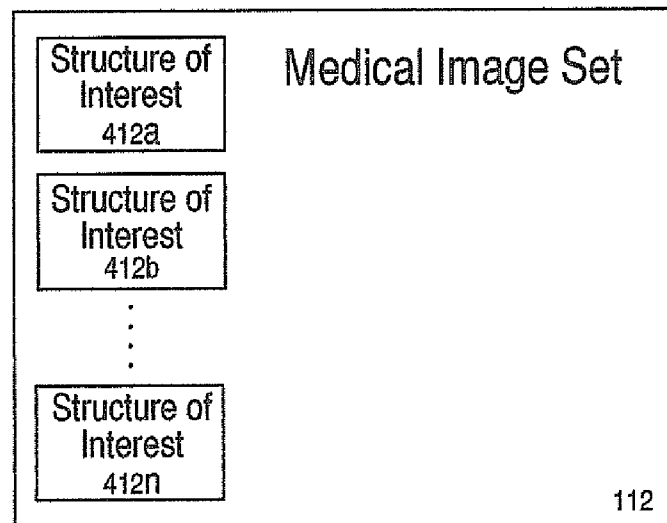 Medical Image Set
Structure of
Interest
412a
Structure of
Interest
412b
Structure of
Interest
412n
112